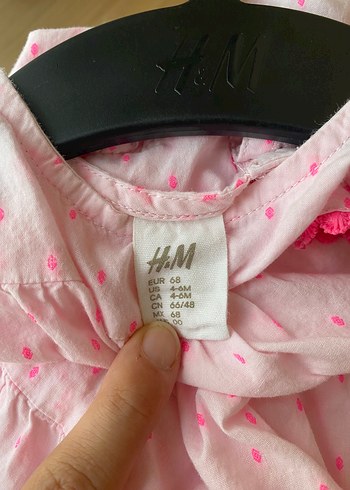 H&M
H&M
EUR 68
US 4-6M
CA 4-6M
CN 66/48
MX 68